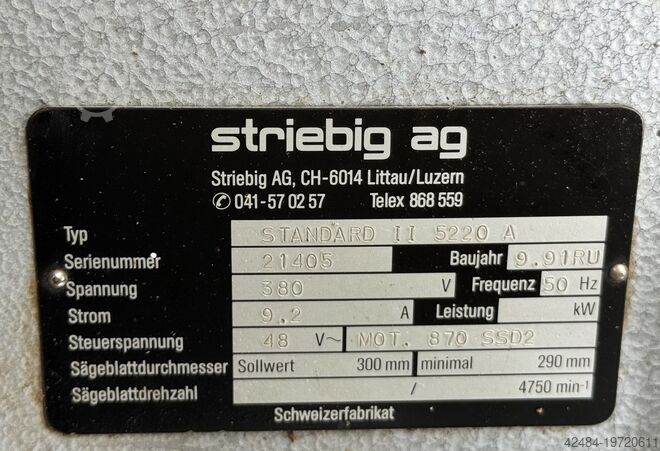 striebig ag
Striebig AG, CH-6014 Littau/Luzern
✆ 041-57 02 57 Telex 868 559
Typ STANDARD II 5220 A
Serienummer 21405 Baujahr 9.91RU
Spannung 380 V Frequenz 50 Hz
Strom 9.2 A Leistung kW
Steuerspannung 48 V~ MOT. 870 SSD2
Sägeblattdurchmesser Sollwert 300 mm minimal 290 mm
Sägeblattdrehzahl / 4750 min-¹
Schweizerfabrikat
42484-19720611